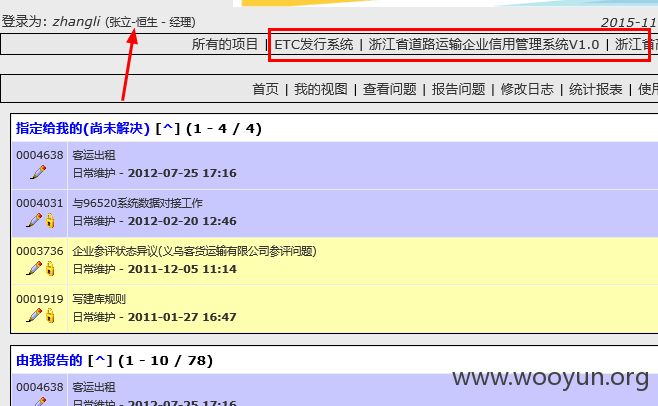 登录为: zhangli (张立-恒生 - 经理) 2015-11
所有的项目 | ETC发行系统 | 浙江省道路运输企业信用管理系统V1.0 | 浙江省
首页 | 我的视图 | 查看问题 | 报告问题 | 修改日志 | 统计报表 | 使用
指定给我的(尚未解决) [^] (1 - 4 / 4)
0004638 客运出租
日常维护 - 2012-07-25 17:16
0004031 与96520系统数据对接工作
日常维护 - 2012-02-20 12:46
0003736 企业参评状态异议(义乌客货运输有限公司参评问题)
日常维护 - 2011-12-05 11:14
0001919 写建库规则
日常维护 - 2011-01-27 16:47
由我报告的 [^] (1 - 10 / 78)
0004638 客运出租
日常维护 - 2012-07-25 17:16
www.wooyun.org